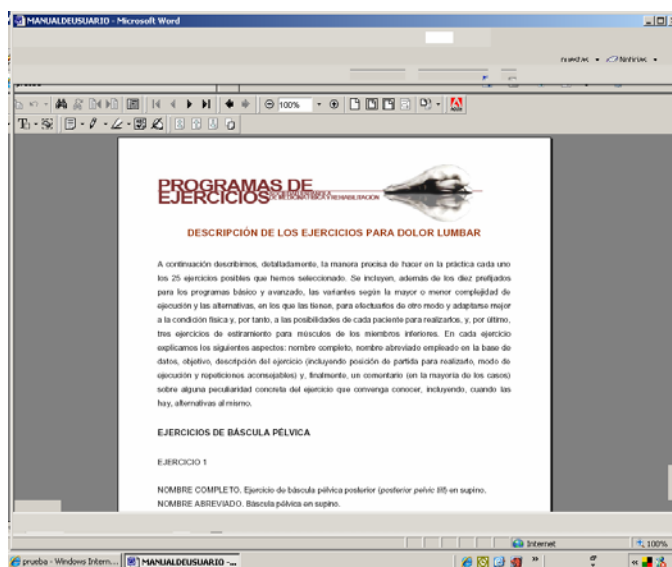 MANUALDEUSUARIO - Microsoft Word
Noticias
100%
PROGRAMAS DE
EJERCICIOS
SOCIEDAD ESPAÑOLA
DE MEDICINA FÍSICA Y REHABILITACIÓN
DESCRIPCIÓN DE LOS EJERCICIOS PARA DOLOR LUMBAR
A continuación describimos, detalladamente, la manera precisa de hacer en la práctica cada uno
los 25 ejercicios posibles que hemos seleccionado. Se incluyen, además de los diez prefijados
para los programas básico y avanzado, las variantes según la mayor o menor complejidad de
ejecución y las alternativas, en los que las tienen, para efectuarlos de otro modo y adaptarse mejor
a la condición física y, por tanto, a las posibilidades de cada paciente para realizarlos, y, por último,
tres ejercicios de estiramiento para músculos de los miembros inferiores. En cada ejercicio
explicamos los siguientes aspectos: nombre completo, nombre abreviado empleado en la base de
datos, objetivo, descripción del ejercicio (incluyendo posición de partida para realizarlo, modo de
ejecución y repeticiones aconsejables) y, finalmente, un comentario (en la mayoría de los casos)
sobre alguna peculiaridad concreta del ejercicio que convenga conocer, incluyendo, cuando las
hay, alternativas al mismo.
EJERCICIOS DE BÁSCULA PÉLVICA
EJERCICIO 1
NOMBRE COMPLETO. Ejercicio de báscula pélvica posterior (posterior pelvic tilt) en supino.
NOMBRE ABREVIADO. Báscula pélvica en supino.
Internet 100%
prueba - Windows Intern... MANUALDEUSUARIO -...